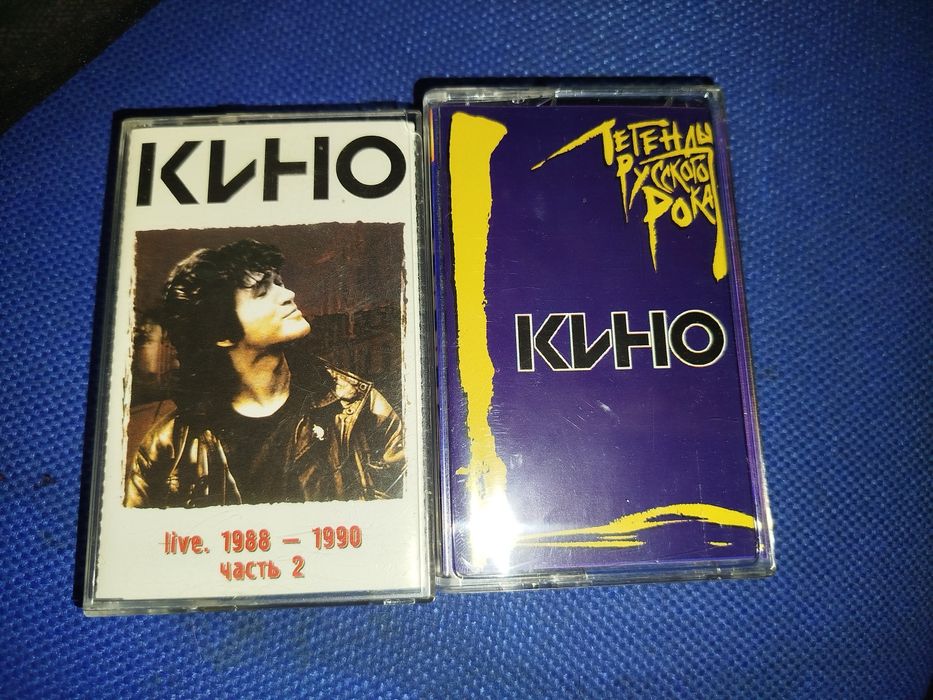 КИНО
live. 1988 – 1990
часть 2
Легенды
Русского
Рока
КИНО